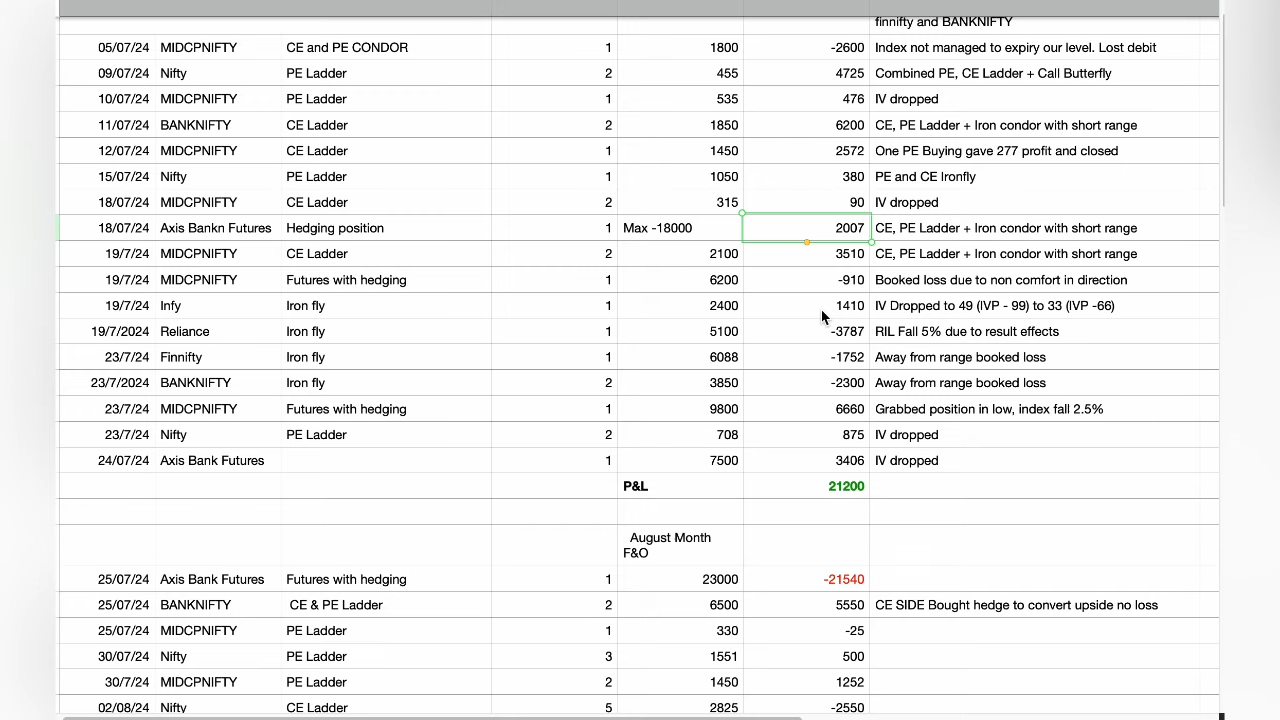 finnifty and BANKNIFTY
05/07/24 MIDCPNIFTY CE and PE CONDOR 1 1800 -2600 Index not managed to expiry our level. Lost debit
09/07/24 Nifty PE Ladder 2 455 4725 Combined PE, CE Ladder + Call Butterfly
10/07/24 MIDCPNIFTY PE Ladder 1 535 476 IV dropped
11/07/24 BANKNIFTY CE Ladder 2 1850 6200 CE, PE Ladder + Iron condor with short range
12/07/24 MIDCPNIFTY CE Ladder 1 1450 2572 One PE Buying gave 277 profit and closed
15/07/24 Nifty PE Ladder 1 1050 380 PE and CE Ironfly
18/07/24 MIDCPNIFTY CE Ladder 2 315 90 IV dropped
18/07/24 Axis Bankn Futures Hedging position 1 Max -18000 2007 CE, PE Ladder + Iron condor with short range
19/7/24 MIDCPNIFTY CE Ladder 2 2100 3510 CE, PE Ladder + Iron condor with short range
19/7/24 MIDCPNIFTY Futures with hedging 1 6200 -910 Booked loss due to non comfort in direction
19/7/24 Infy Iron fly 1 2400 1410 IV Dropped to 49 (IVP - 99) to 33 (IVP -66)
19/7/2024 Reliance Iron fly 1 5100 -3787 RIL Fall 5% due to result effects
23/7/24 Finnifty Iron fly 1 6088 -1752 Away from range booked loss
23/7/2024 BANKNIFTY Iron fly 2 3850 -2300 Away from range booked loss
23/7/24 MIDCPNIFTY Futures with hedging 1 9800 6660 Grabbed position in low, index fall 2.5%
23/7/24 Nifty PE Ladder 2 708 875 IV dropped
24/07/24 Axis Bank Futures 1 7500 3406 IV dropped
P&L 21200
August Month
F&O
25/07/24 Axis Bank Futures Futures with hedging 1 23000 -21540
25/07/24 BANKNIFTY CE & PE Ladder 2 6500 5550 CE SIDE Bought hedge to convert upside no loss
25/07/24 MIDCPNIFTY PE Ladder 1 330 -25
30/07/24 Nifty PE Ladder 3 1551 500
30/7/24 MIDCPNIFTY PE Ladder 2 1450 1252
02/08/24 Nifty CE Ladder 5 2825 -2550